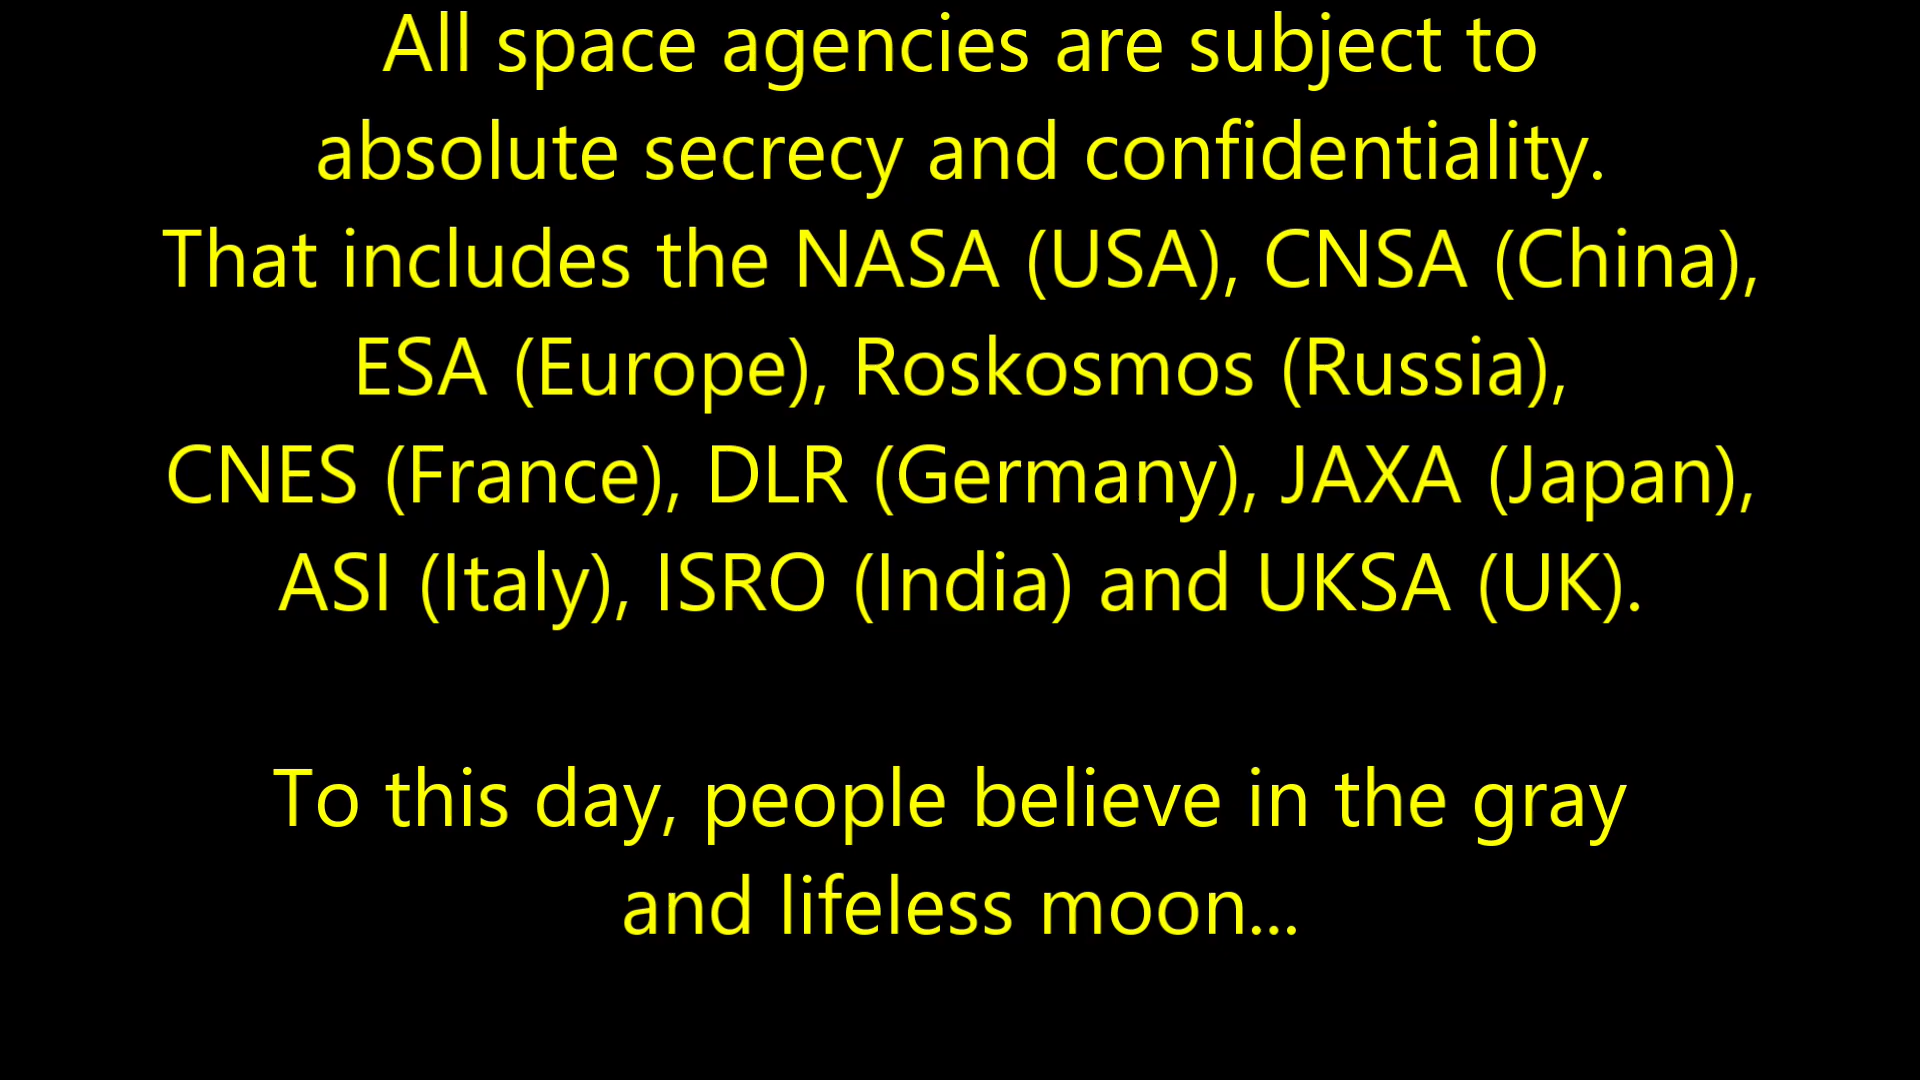 All space agencies are subject to
absolute secrecy and confidentiality.
That includes the NASA (USA), CNSA (China),
ESA (Europe), Roskosmos (Russia),
CNES (France), DLR (Germany), JAXA (Japan),
ASI (Italy), ISRO (India) and UKSA (UK).
To this day, people believe in the gray
and lifeless moon...